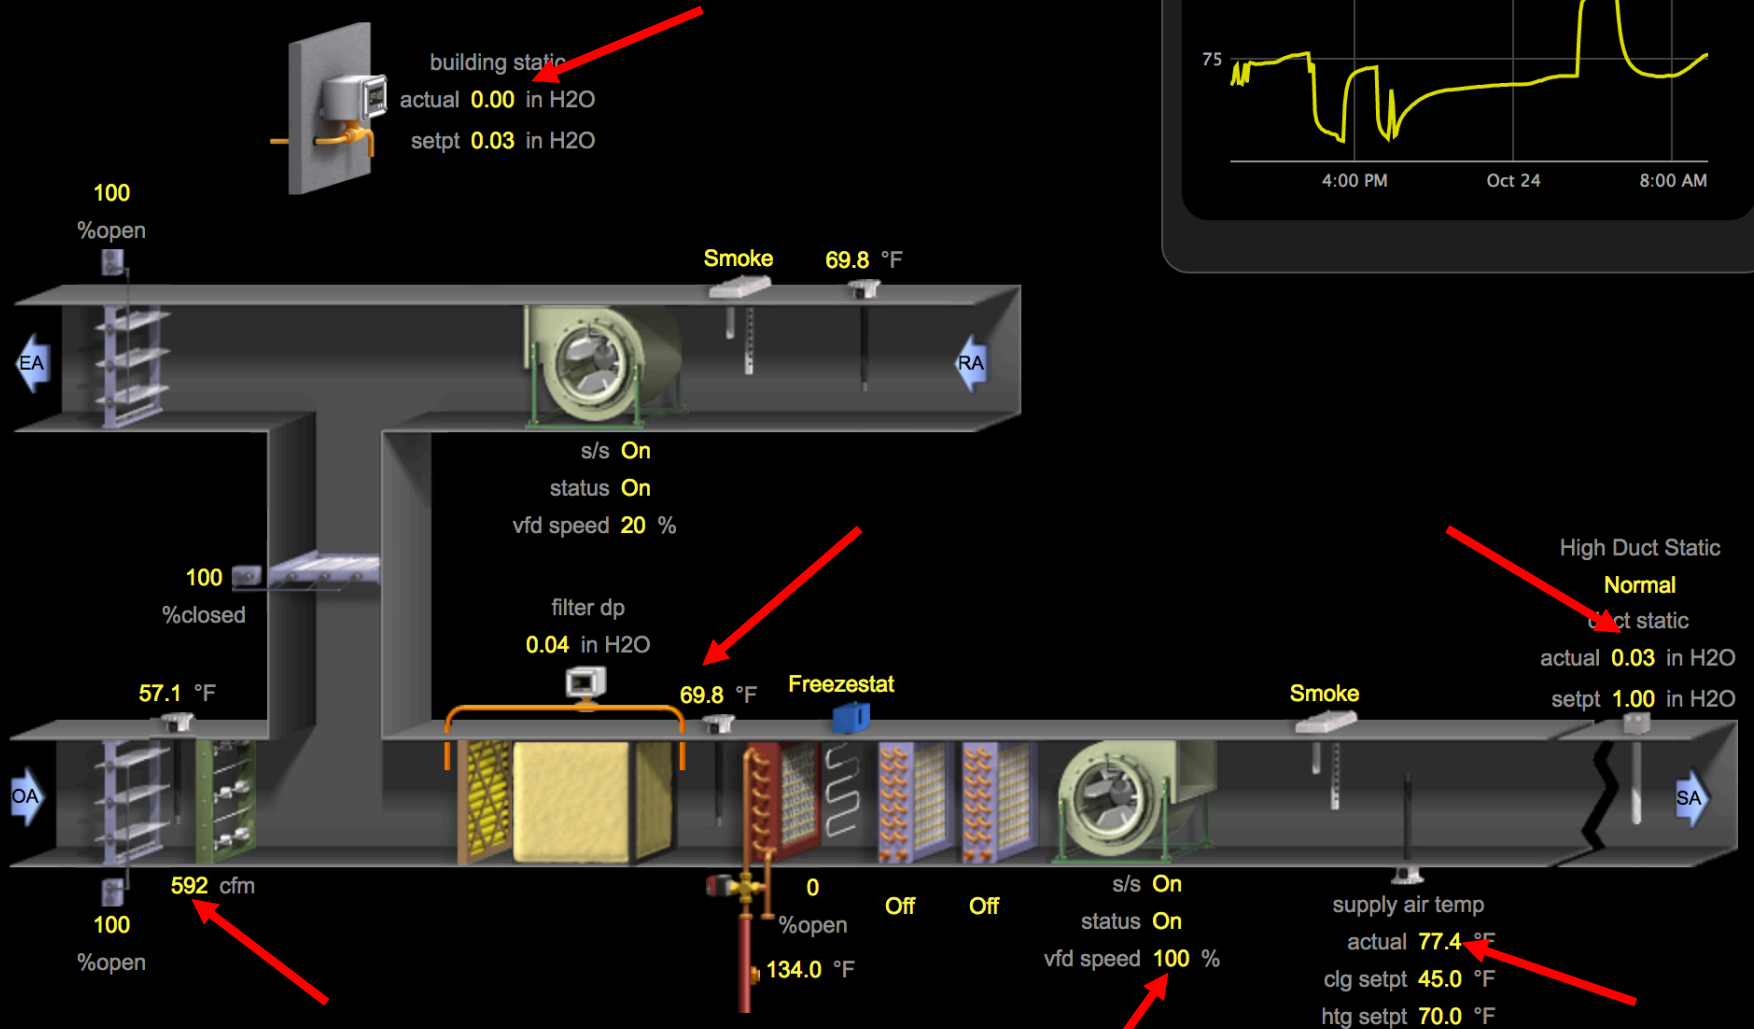 building static
actual 0.00 in H2O
setpt 0.03 in H2O
75
4:00 PM Oct 24 8:00 AM
100
%open
Smoke 69.8 °F
EA
RA
s/s On
status On
vfd speed 20 %
100
%closed
filter dp
0.04 in H2O
High Duct Static
Normal
duct static
actual 0.03 in H2O
setpt 1.00 in H2O
57.1 °F
69.8 °F
Freezestat
Smoke
OA
SA
592 cfm
100
%open
0
%open
134.0 °F
Off
Off
s/s On
status On
vfd speed 100 %
supply air temp
actual 77.4 °F
clg setpt 45.0 °F
htg setpt 70.0 °F